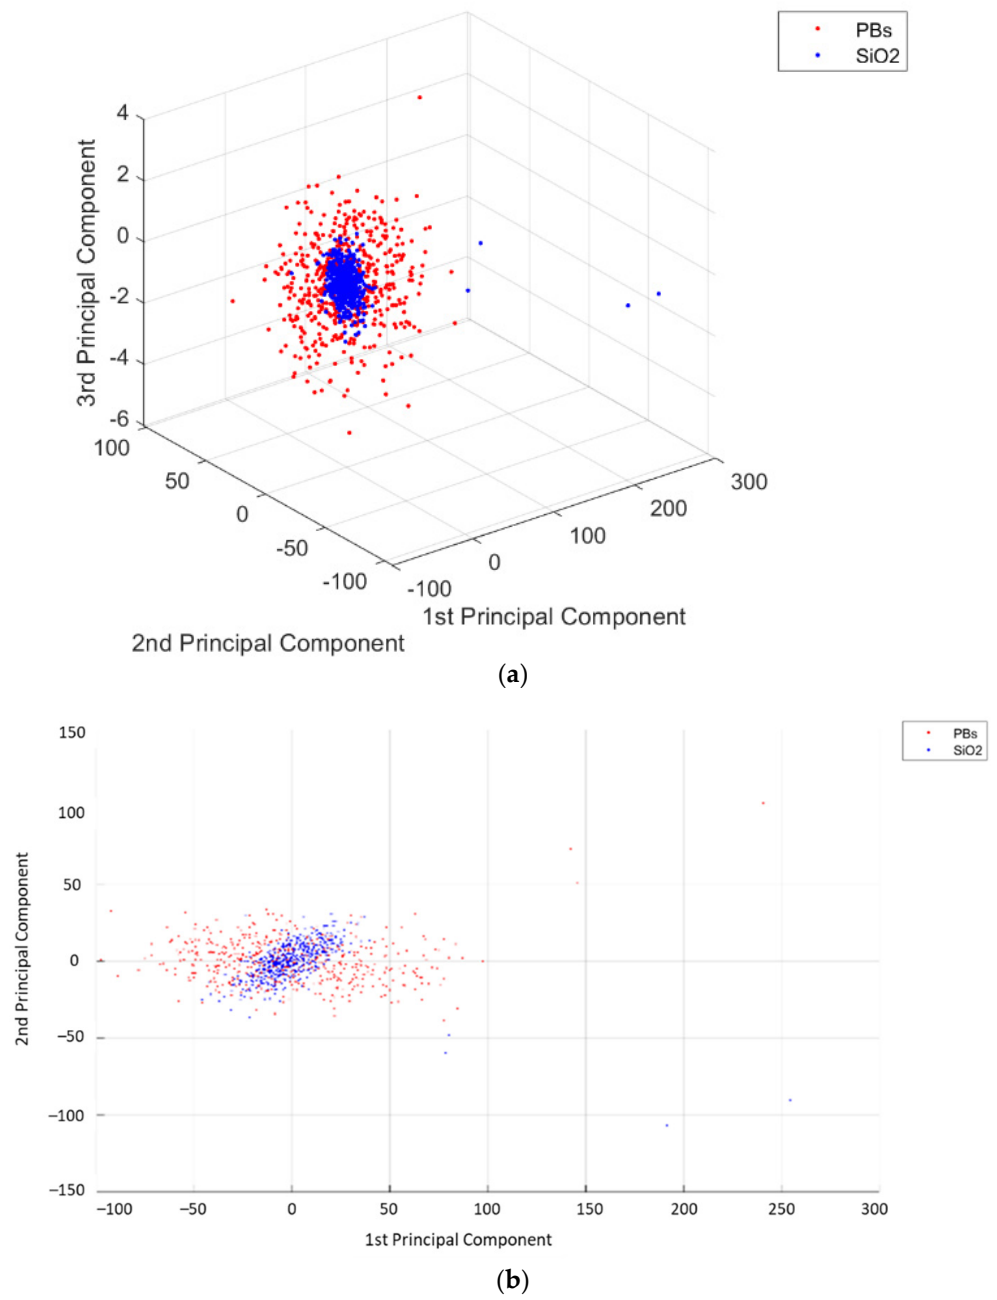 PBs
SiO2
4
2
0
-2
-4
-6
3rd Principal Component
100
50
0
-50
-100
-100
0
100
200
300
1st Principal Component
2nd Principal Component
(a)
PBs
SiO2
150
100
50
0
−50
−100
−150
2nd Principal Component
−100
−50
0
50
100
150
200
250
300
1st Principal Component
(b)